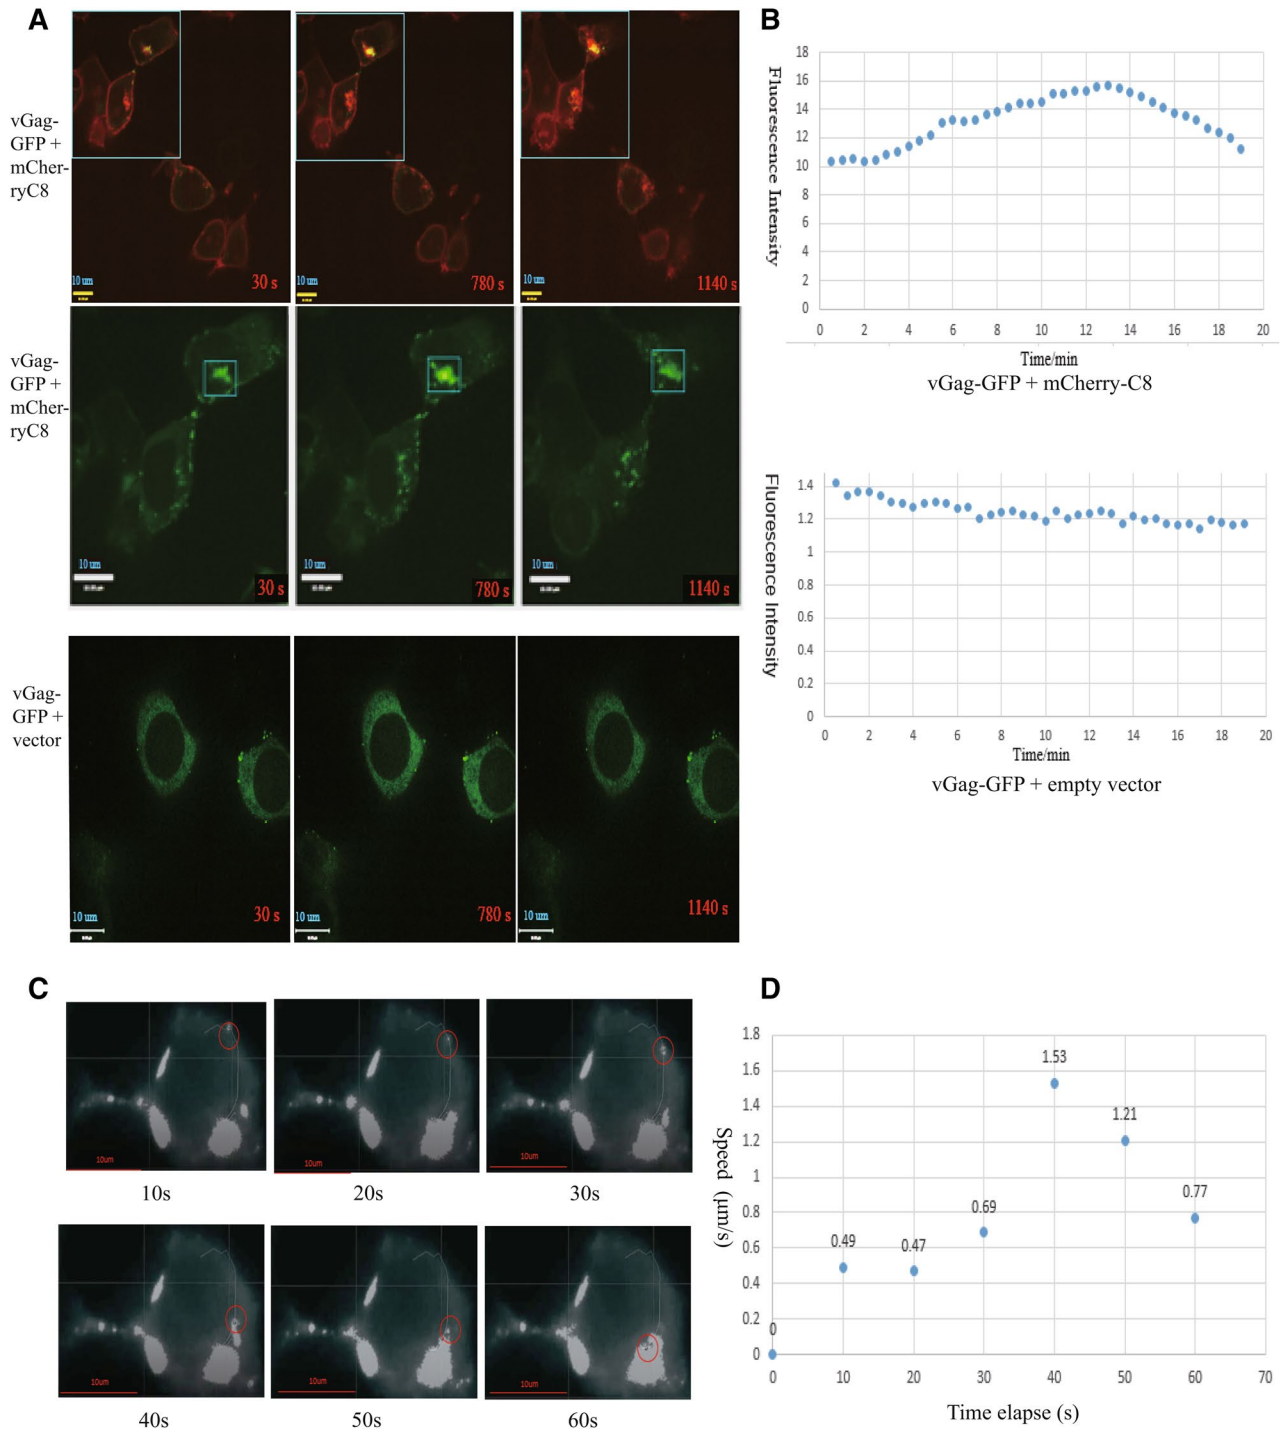 A
vGag-
GFP +
mCher-
ryC8
10 um
30 s
10 um
780 s
10 um
1140 s
vGag-
GFP +
mCher-
ryC8
10 um
30 s
10 um
780 s
10 um
1140 s
vGag-
GFP +
vector
10 um
30 s
10 um
780 s
10 um
1140 s
B
Fluorescence Intensity
18
16
14
12
10
8
6
4
2
0
0 2 4 6 8 10 12 14 16 18 20
Time/min
vGag-GFP + mCherry-C8
Fluorescence Intensity
1.4
1.2
1
0.8
0.6
0.4
0.2
0
0 2 4 6 8 10 12 14 16 18 20
Time/min
vGag-GFP + empty vector
C
10um
10s
10um
20s
10um
30s
10um
40s
10um
50s
10um
60s
D
Speed (μm/s)
1.8
1.6
1.4
1.2
1
0.8
0.6
0.4
0.2
0
0
0.49
0.47
0.69
1.53
1.21
0.77
0 10 20 30 40 50 60 70
Time elapse (s)